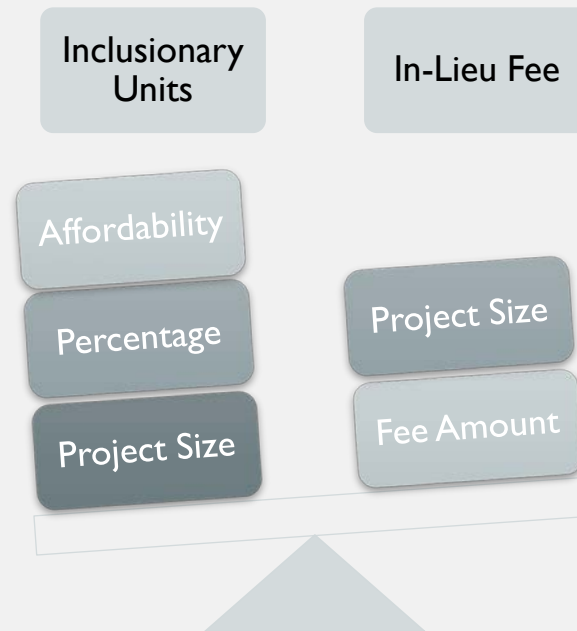 Inclusionary
Units
In-Lieu Fee
Affordability
Percentage
Project Size
Project Size
Fee Amount